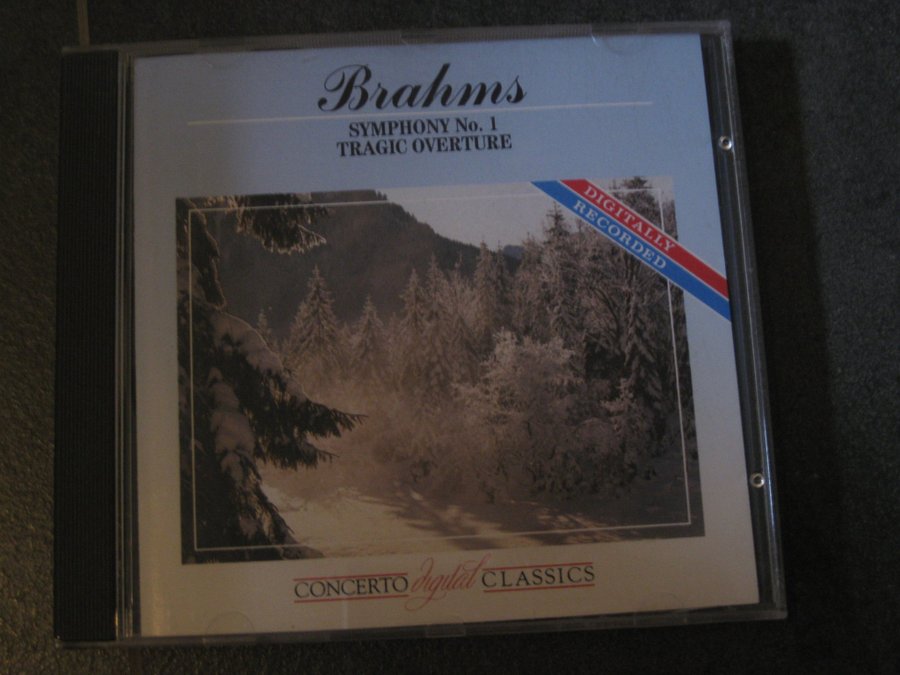 Brahms
SYMPHONY No. 1
TRAGIC OVERTURE
DIGITALLY
RECORDED
CONCERTO digital CLASSICS